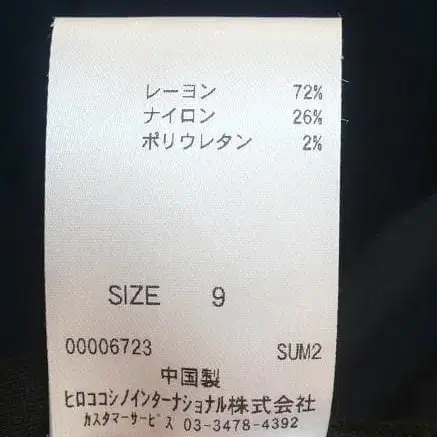 レーヨン 72%
ナイロン 26%
ポリウレタン 2%
SIZE 9
00006723 SUM2
中国製
ヒロココシノインターナショナル株式会社
カスタマーサービス 03-3478-4392